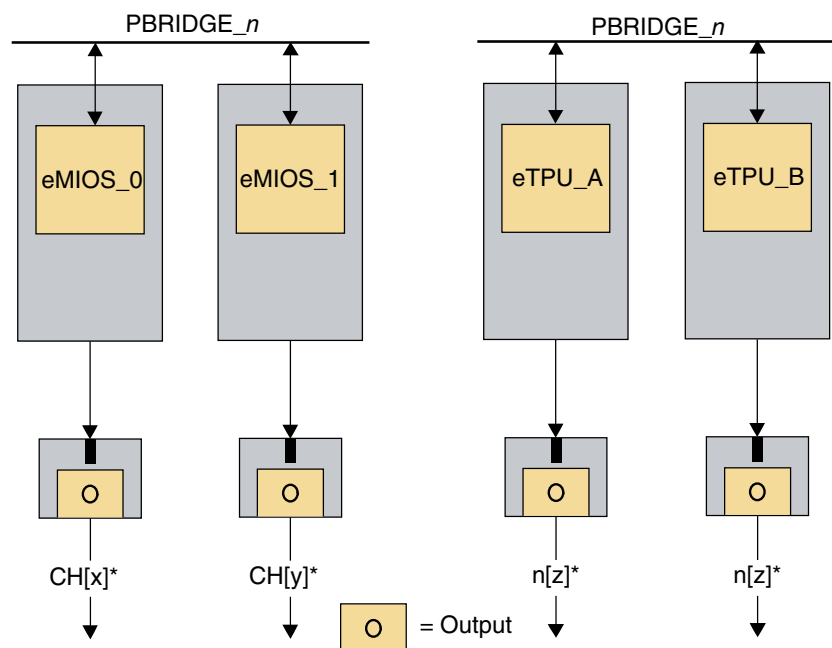 PBRIDGE_n
PBRIDGE_n
eMIOS_0
eMIOS_1
eTPU_A
eTPU_B
O
O
O
O
CH[x]*
CH[y]*
n[z]*
n[z]*
O = Output